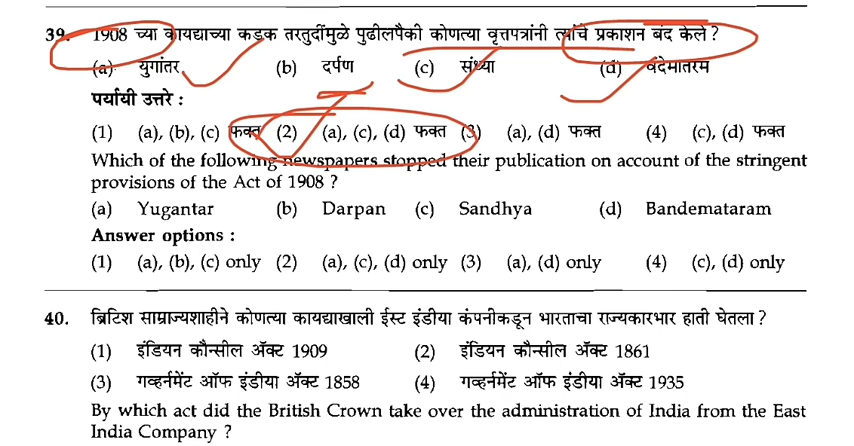 39. 1908 च्या कायद्याच्या कडक तरतुदींमुळे पुढीलपैकी कोणत्या वृत्तपत्रांनी त्यांचे प्रकाशन बंद केले ?
(a) युगांतर (b) दर्पण (c) संध्या (d) वंदेमातरम
पर्यायी उत्तरे :
(1) (a), (b), (c) फक्त (2) (a), (c), (d) फक्त (3) (a), (d) फक्त (4) (c), (d) फक्त
Which of the following newspapers stopped their publication on account of the stringent
provisions of the Act of 1908 ?
(a) Yugantar (b) Darpan (c) Sandhya (d) Bandemataram
Answer options :
(1) (a), (b), (c) only (2) (a), (c), (d) only (3) (a), (d) only (4) (c), (d) only
40. ब्रिटिश साम्राज्यशाहीने कोणत्या कायद्याखाली ईस्ट इंडीया कंपनीकडून भारताचा राज्यकारभार हाती घेतला ?
(1) इंडियन कौन्सील ॲक्ट 1909 (2) इंडियन कौन्सील ॲक्ट 1861
(3) गव्हर्नमेंट ऑफ इंडीया ॲक्ट 1858 (4) गव्हर्नमेंट ऑफ इंडीया ॲक्ट 1935
By which act did the British Crown take over the administration of India from the East
India Company ?